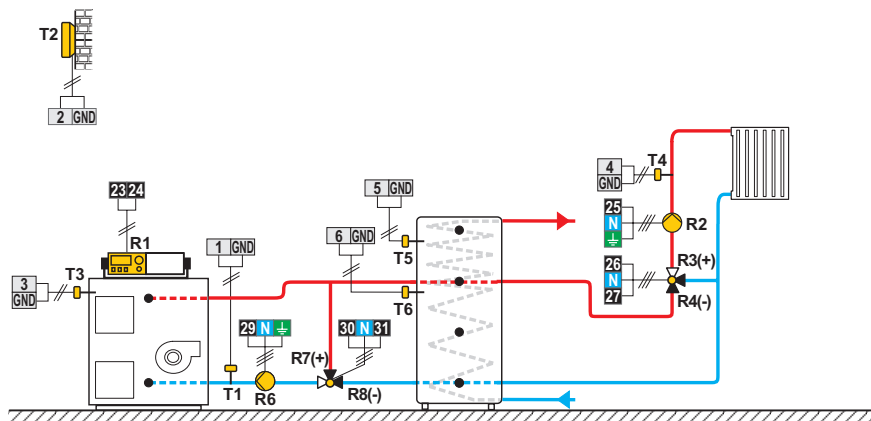 T2
2 GND
23 24
R1
3
GND
T3
1 GND
5 GND
T5
6 GND
T6
4
GND
T4
25
N
R2
26
N
27
R3(+)
R4(-)
29 N
30 N 31
R7(+)
T1
R6
R8(-)